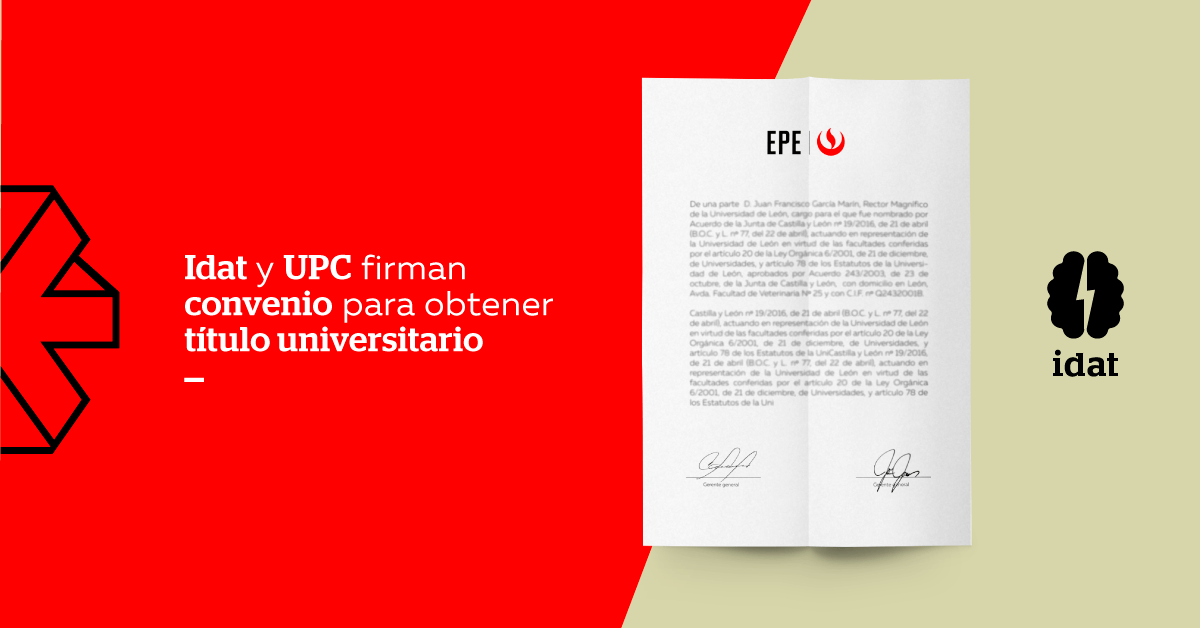 Idat y UPC firman
convenio para obtener
título universitario
EPE
De una parte D. Juan Francisco García Marín, Rector Magnífico
de la Universidad de León, cargo para el que fue nombrado por
Acuerdo de la Junta de Castilla y León nº 19/2016, de 21 de abril
(B.O.C. y L. nº 77, del 22 de abril), actuando en representación de
la Universidad de León en virtud de las facultades conferidas
por el artículo 20 de la Ley Orgánica 6/2001, de 21 de diciembre,
de Universidades, y artículo 78 de los Estatutos de la Universi-
dad de León, aprobados por Acuerdo 243/2003, de 23 de
octubre, de la Junta de Castilla y León, con domicilio en León,
Avda. Facultad de Veterinaria Nº 25 y con C.I.F. nº Q2432001B.
Castilla y León nº 19/2016, de 21 de abril (B.O.C. y L. nº 77, del 22
de abril), actuando en representación de la Universidad de León
en virtud de las facultades conferidas por el artículo 20 de la Ley
Orgánica 6/2001, de 21 de diciembre, de Universidades, y
artículo 78 de los Estatutos de la UniCastilla y León nº 19/2016,
de 21 de abril (B.O.C. y L. nº 77, del 22 de abril), actuando en
representación de la Universidad de León en virtud de las
facultades conferidas por el artículo 20 de la Ley Orgánica
6/2001, de 21 de diciembre, de Universidades, y artículo 78 de
los Estatutos de la Uni
Gerente general
Gerente general
idat